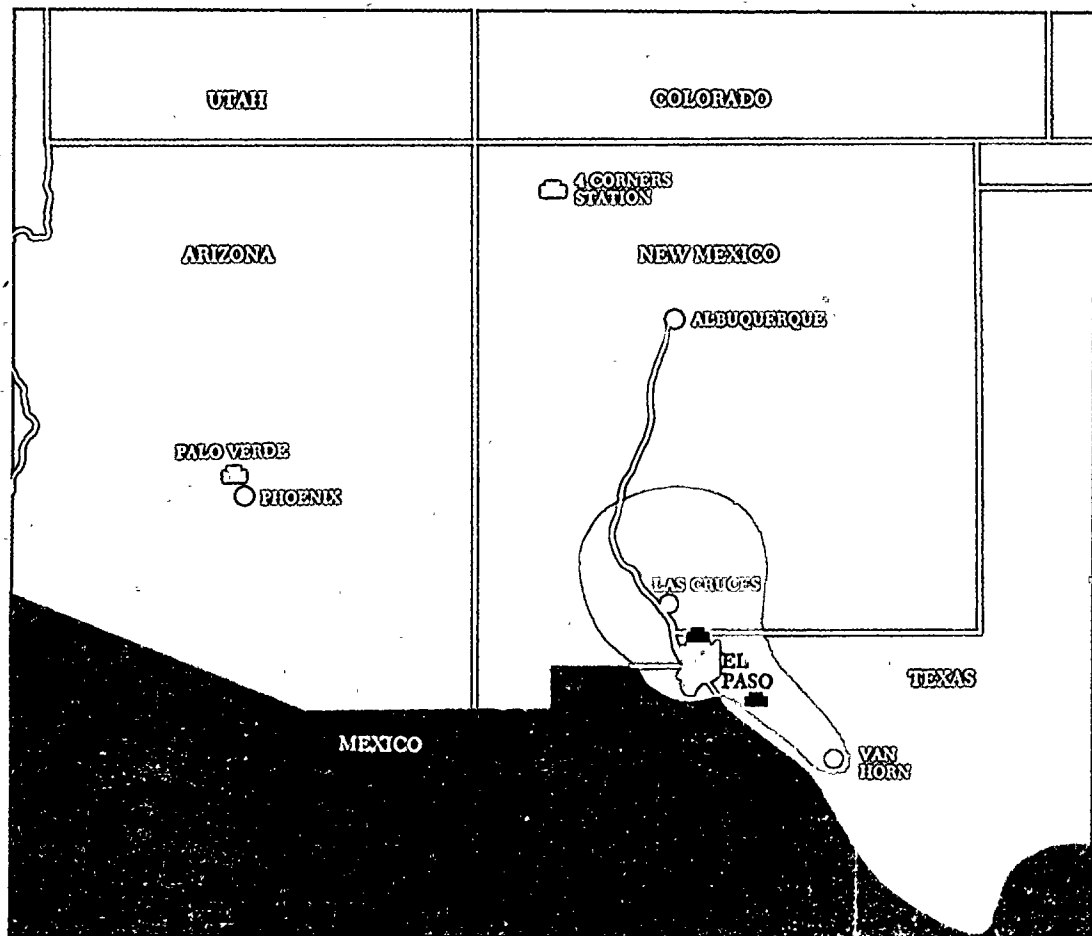 UTAH
COLORADO
4 CORNERS
STATION
ARIZONA
NEW MEXICO
ALBUQUERQUE
PALO VERDE
PHOENIX
LAS CRUCES
EL
PASO
TEXAS
MEXICO
VAN
HORN